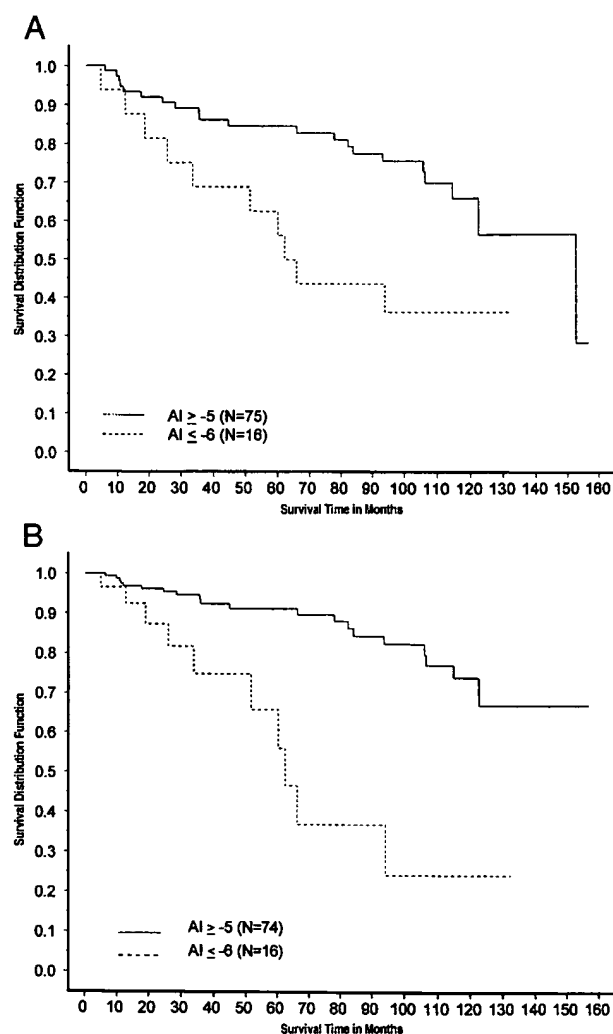 A
1.0
0.9
0.8
0.7
0.6
0.5
0.4
0.3
0.2
0.1
0.0
Survival Distribution Function
AI ≥ -5 (N=75)
AI ≤ -6 (N=16)
0 10 20 30 40 50 60 70 80 90 100 110 120 130 140 150 160
Survival Time in Months
B
1.0
0.9
0.8
0.7
0.6
0.5
0.4
0.3
0.2
0.1
0.0
Survival Distribution Function
AI ≥ -5 (N=74)
AI ≤ -6 (N=16)
0 10 20 30 40 50 60 70 80 90 100 110 120 130 140 150 160
Survival Time in Months